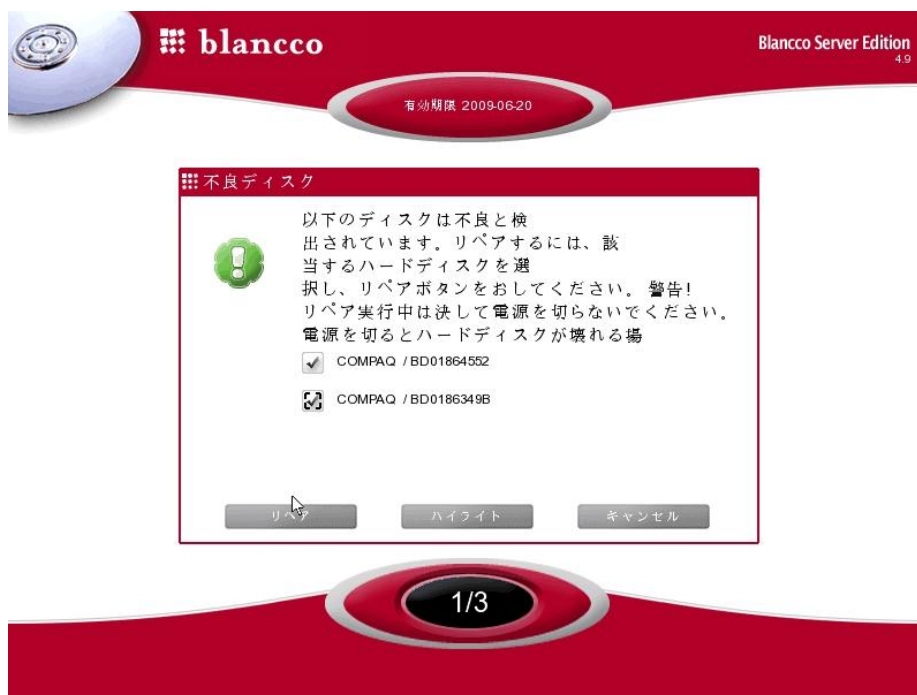 blancco
Blancco Server Edition
4.9
有効期限 2009-06-20
不良ディスク
以下のディスクは不良と検
出されています。リペアするには、該
当するハードディスクを選
択し、リペアボタンをおしてください。 警告!
リペア実行中は決して電源を切らないでください。
電源を切るとハードディスクが壊れる場
COMPAQ / BD01864552
COMPAQ / BD0186349B
リペア ハイライト キャンセル
1/3